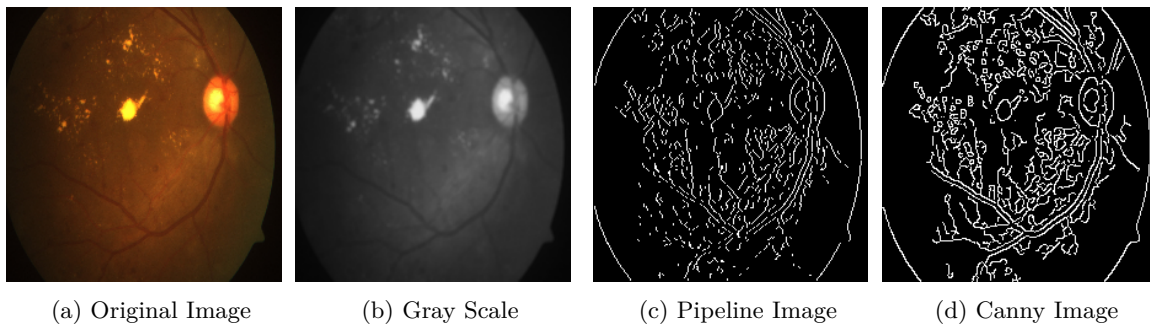 (a) Original Image
(b) Gray Scale
(c) Pipeline Image
(d) Canny Image